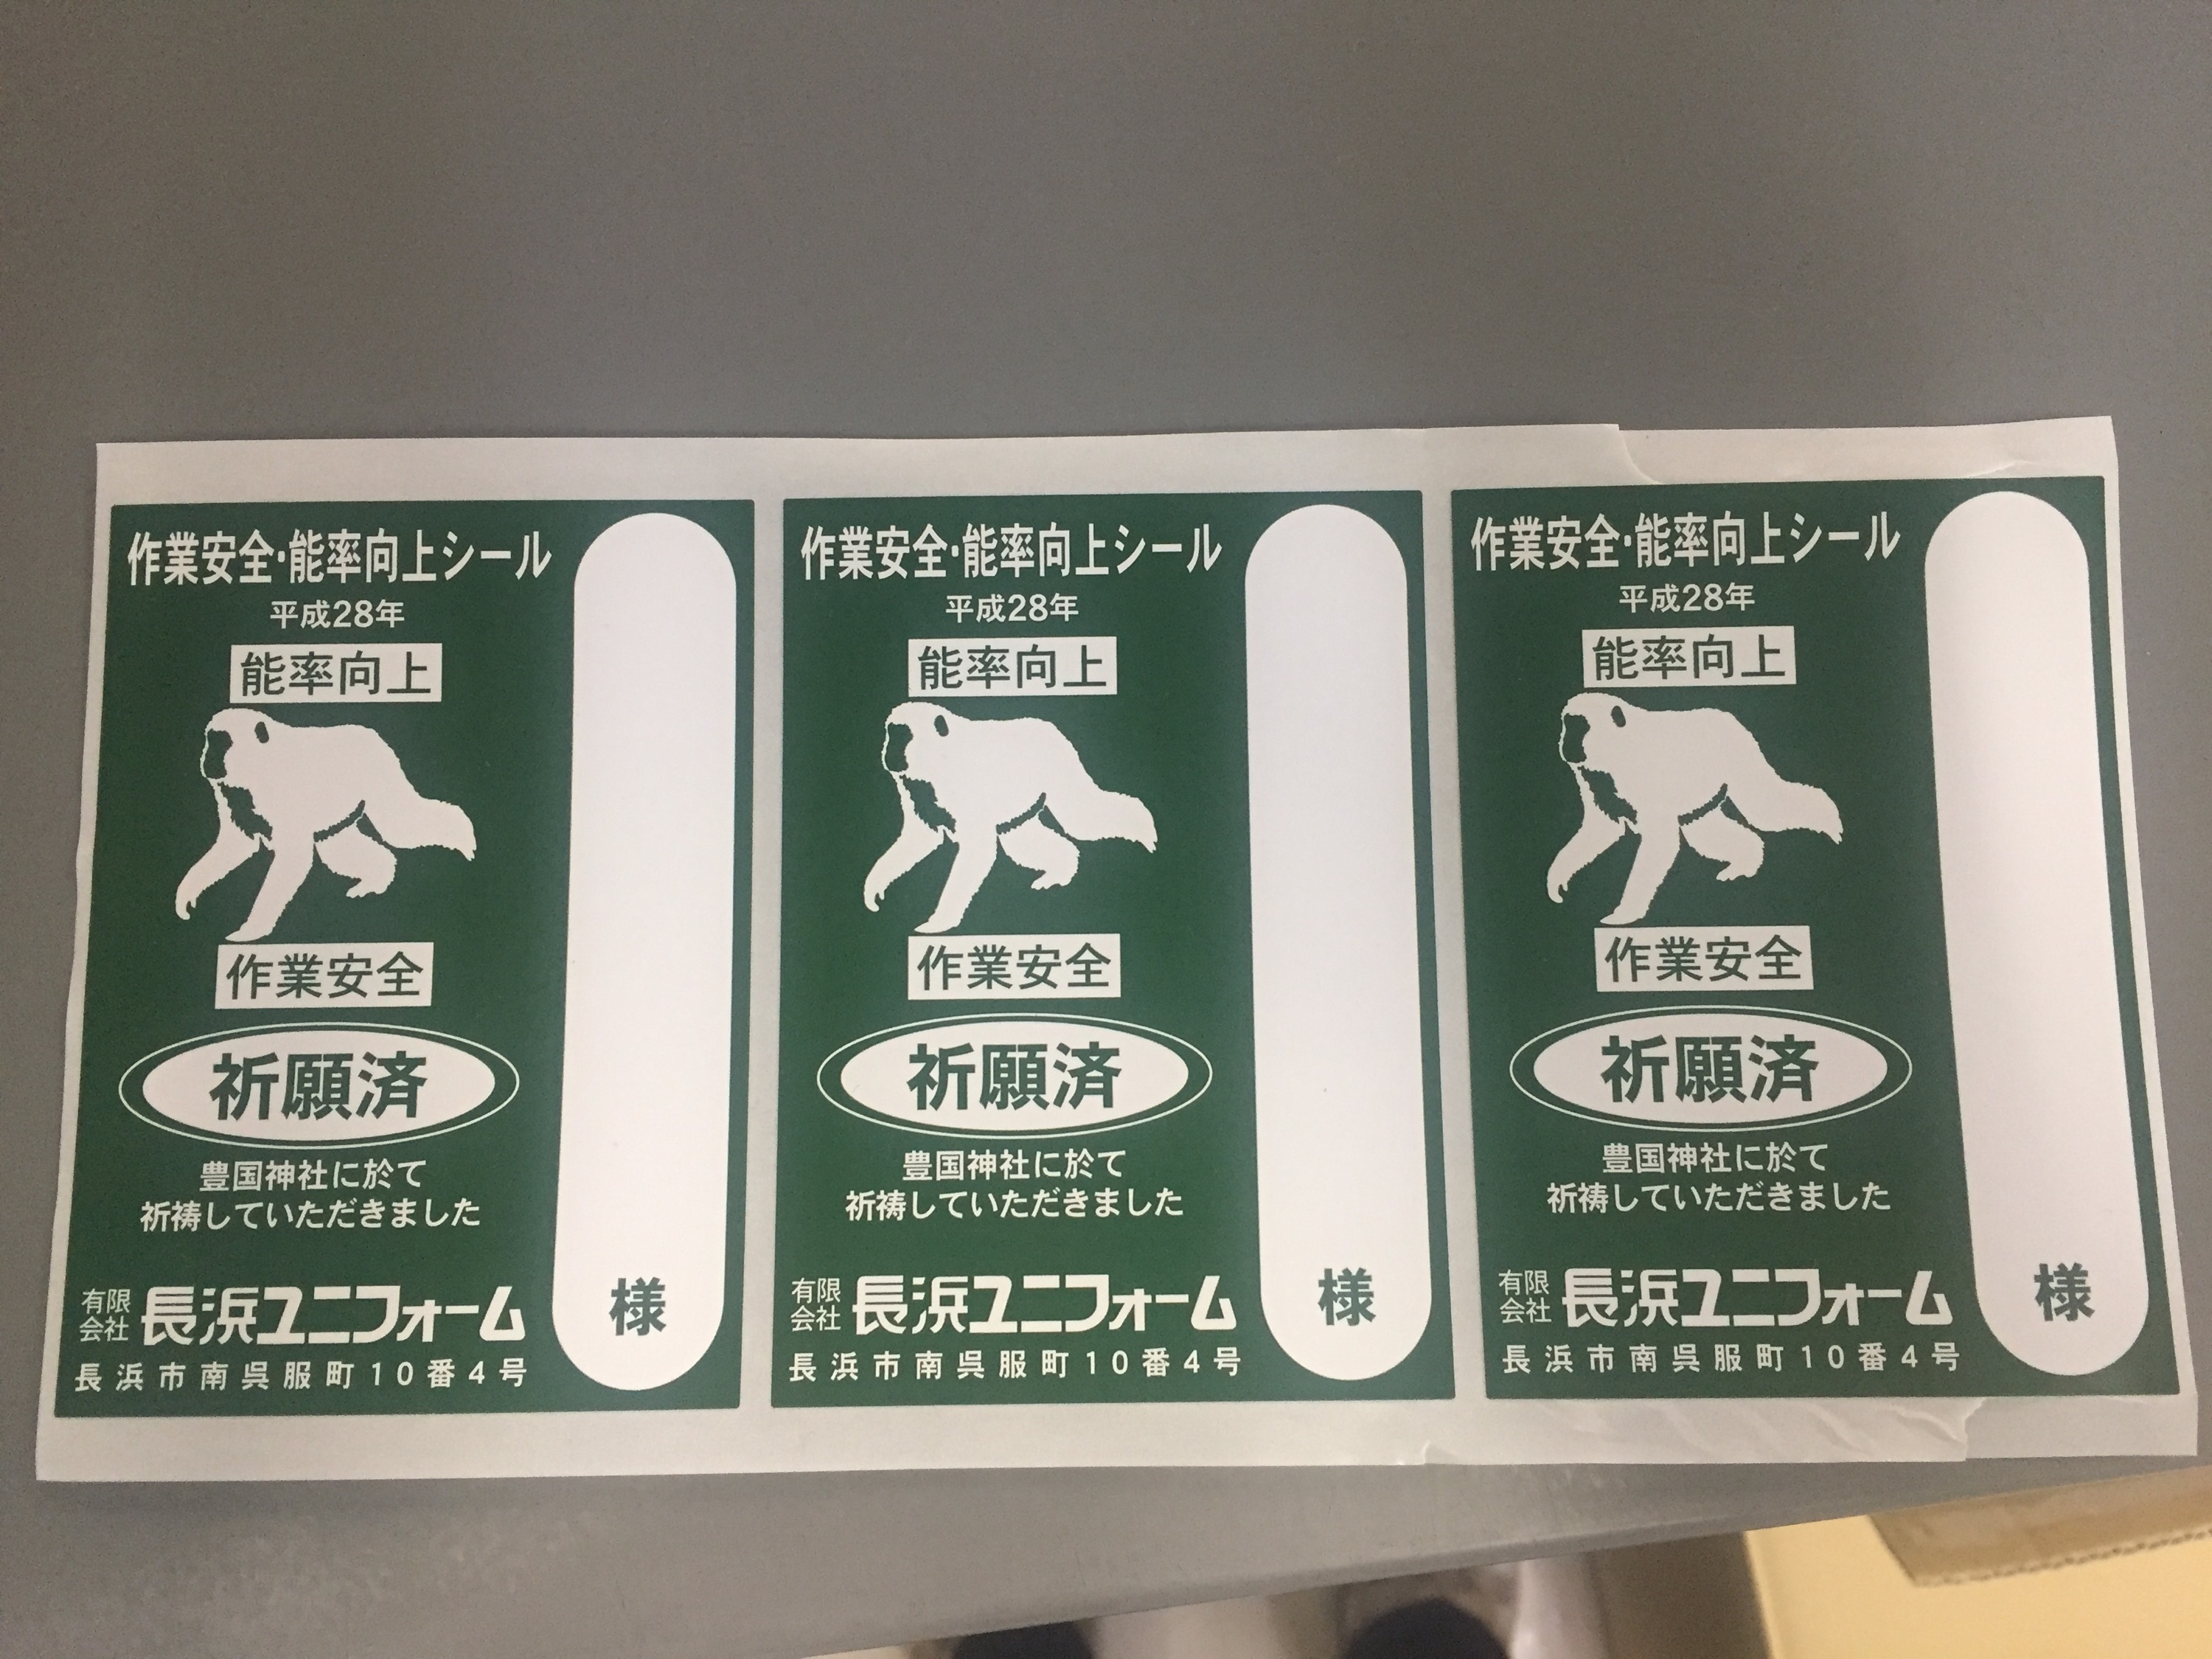 作業安全・能率向上シール
平成28年
能率向上
作業安全
祈願済
豊国神社に於て
祈祷していただきました
有限会社 長浜ユニフォーム
長浜市南呉服町10番4号
様
作業安全・能率向上シール
平成28年
能率向上
作業安全
祈願済
豊国神社に於て
祈祷していただきました
有限会社 長浜ユニフォーム
長浜市南呉服町10番4号
様
作業安全・能率向上シール
平成28年
能率向上
作業安全
祈願済
豊国神社に於て
祈祷していただきました
有限会社 長浜ユニフォーム
長浜市南呉服町10番4号
様